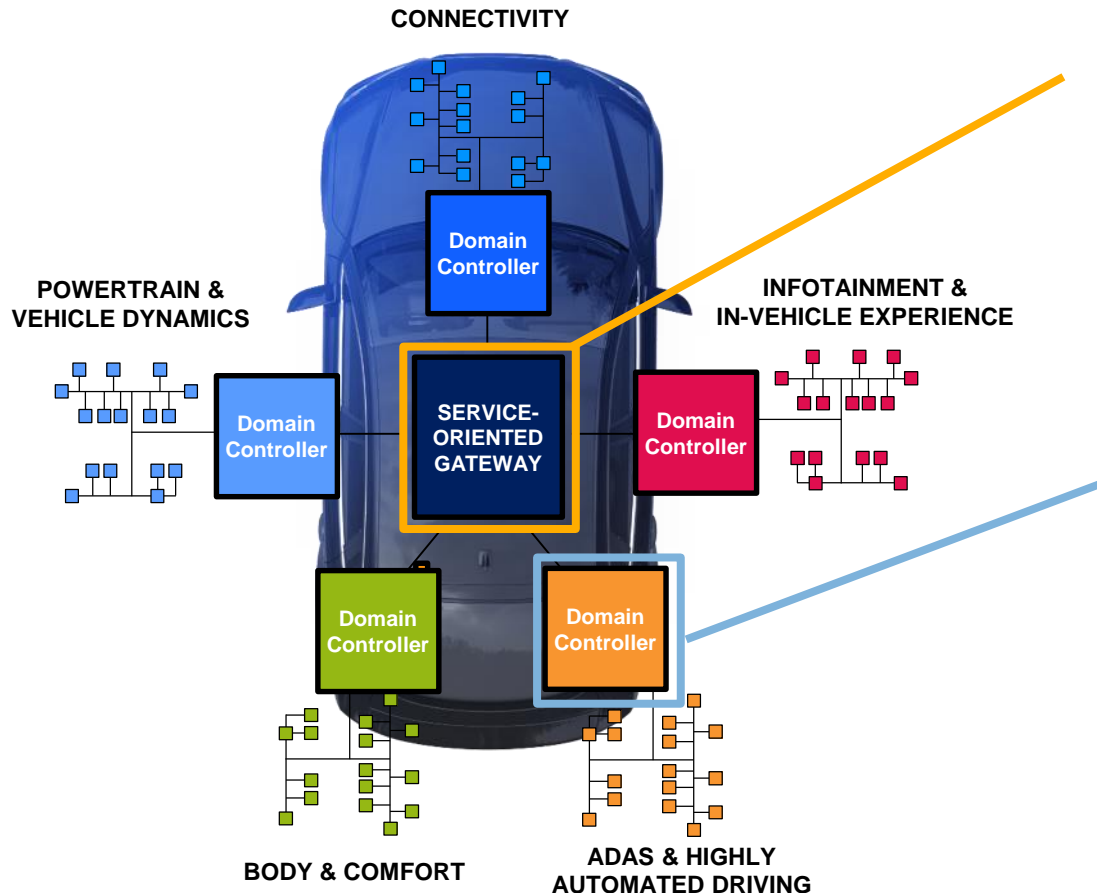 CONNECTIVITY
Domain
Controller
POWERTRAIN &
VEHICLE DYNAMICS
INFOTAINMENT &
IN-VEHICLE EXPERIENCE
Domain
Controller
SERVICE-
ORIENTED
GATEWAY
Domain
Controller
Domain
Controller
Domain
Controller
BODY & COMFORT
ADAS & HIGHLY
AUTOMATED DRIVING